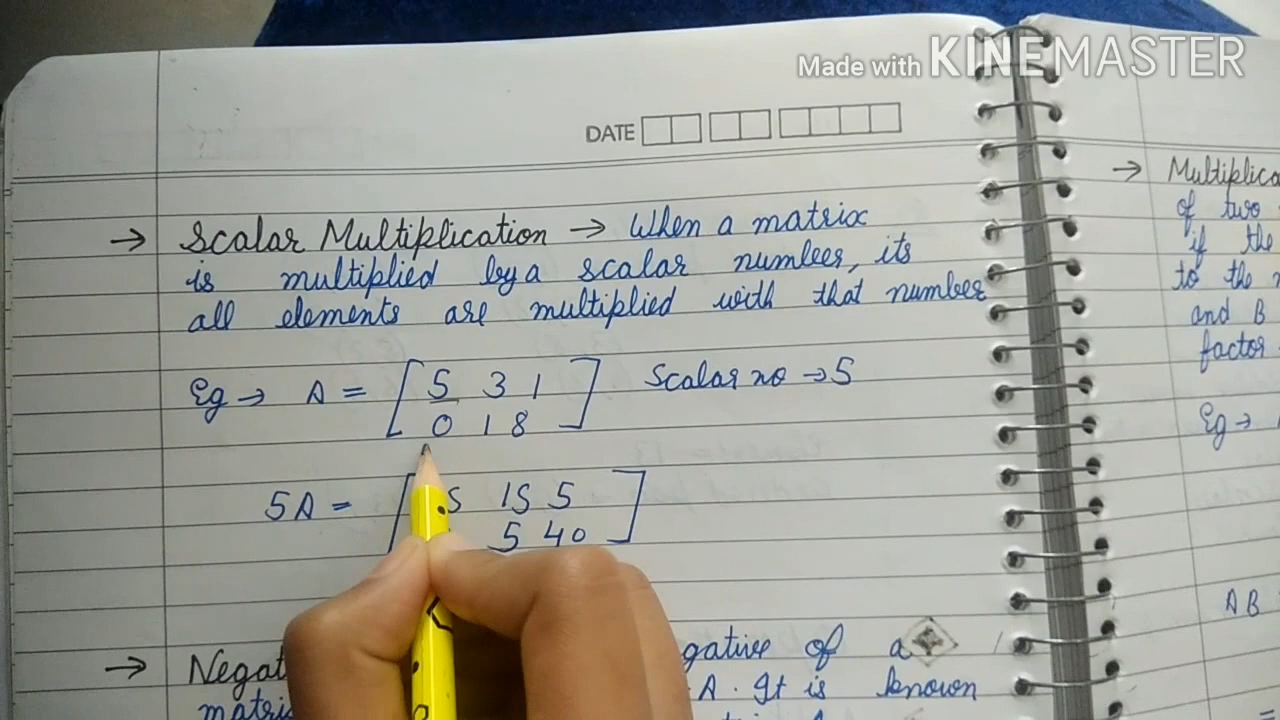 Made with KINEMASTER
DATE
→ Scalar Multiplication → When a matrix
is multiplied by a scalar number, its
all elements are multiplied with that number
Eg → A = [ 5 3 1 Scalar no → 5
0 1 8 ]
5A = [ 5 15 5
5 40 ]
→ gative of a
matri A. It is known
→ Multiplica
of two
if the
to the
and B
factor
Eg →
AB